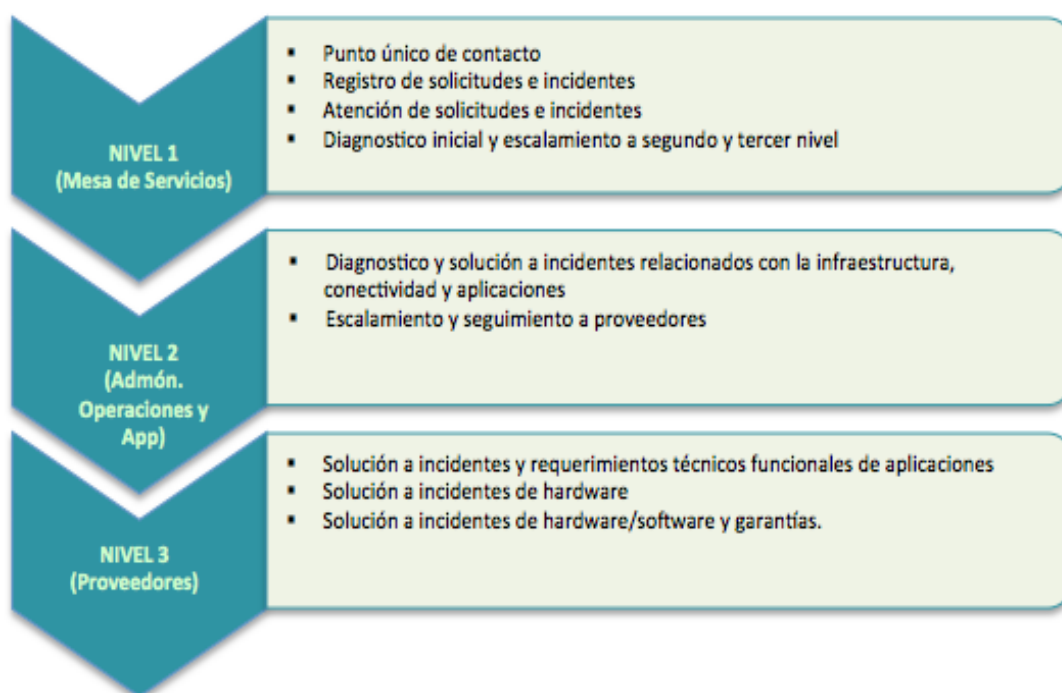 NIVEL 1
(Mesa de Servicios)
▪ Punto único de contacto
▪ Registro de solicitudes e incidentes
▪ Atención de solicitudes e incidentes
▪ Diagnostico inicial y escalamiento a segundo y tercer nivel
NIVEL 2
(Admón.
Operaciones y
App)
▪ Diagnostico y solución a incidentes relacionados con la infraestructura,
conectividad y aplicaciones
▪ Escalamiento y seguimiento a proveedores
NIVEL 3
(Proveedores)
▪ Solución a incidentes y requerimientos técnicos funcionales de aplicaciones
▪ Solución a incidentes de hardware
▪ Solución a incidentes de hardware/software y garantías.